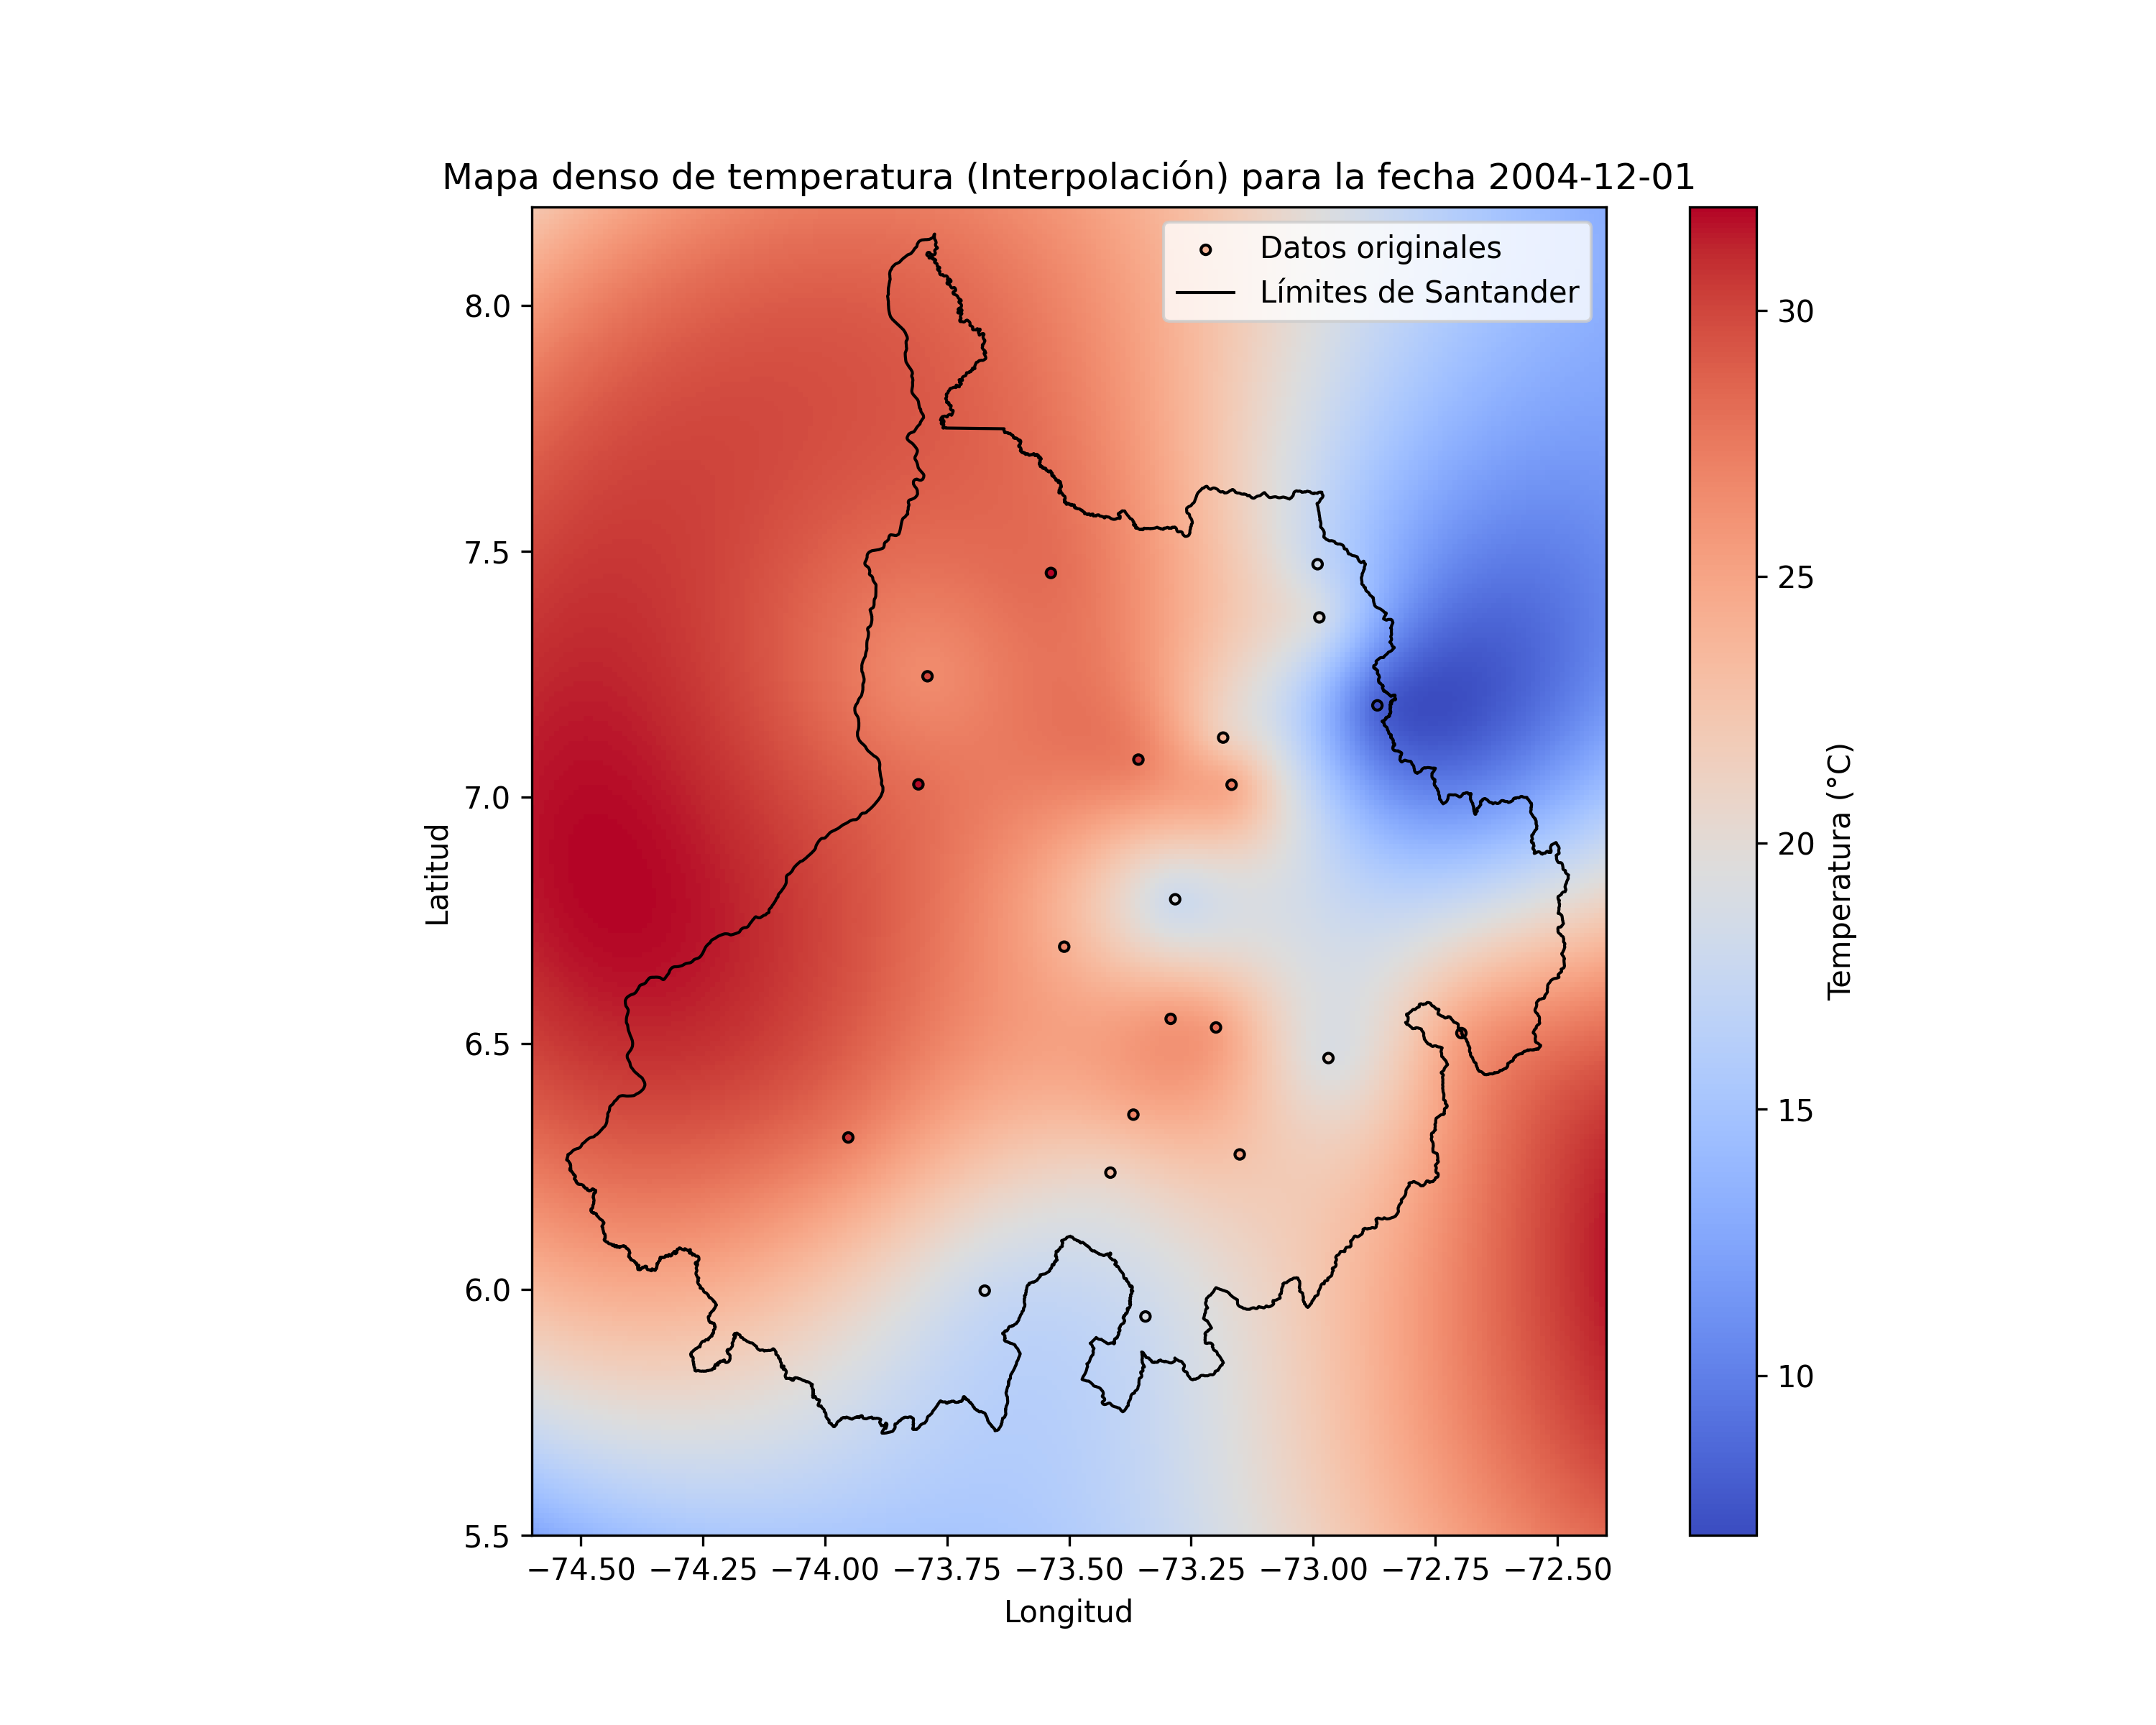 Mapa denso de temperatura (Interpolación) para la fecha 2004-12-01
Datos originales
Límites de Santander
Latitud
8.0
7.5
7.0
6.5
6.0
5.5
−74.50 −74.25 −74.00 −73.75 −73.50 −73.25 −73.00 −72.75 −72.50
Longitud
30
25
20
15
10
Temperatura (°C)